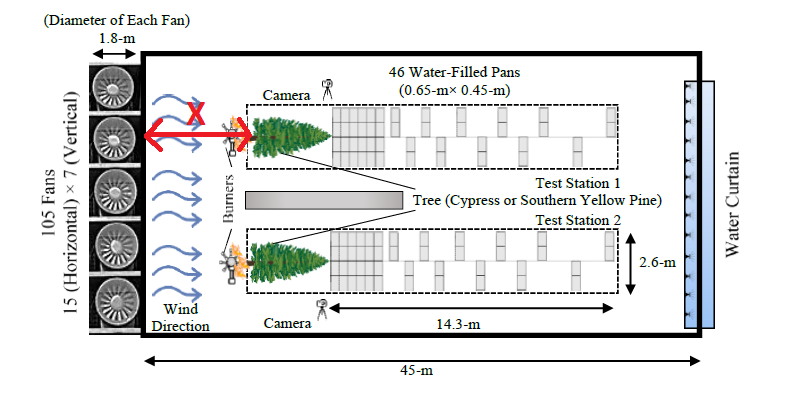 (Diameter of Each Fan)
1.8-m
105 Fans
15 (Horizontal) × 7 (Vertical)
X
Camera
46 Water-Filled Pans
(0.65-m× 0.45-m)
Burners
Test Station 1
Tree (Cypress or Southern Yellow Pine)
Test Station 2
2.6-m
Water Curtain
Wind
Direction
Camera
14.3-m
45-m